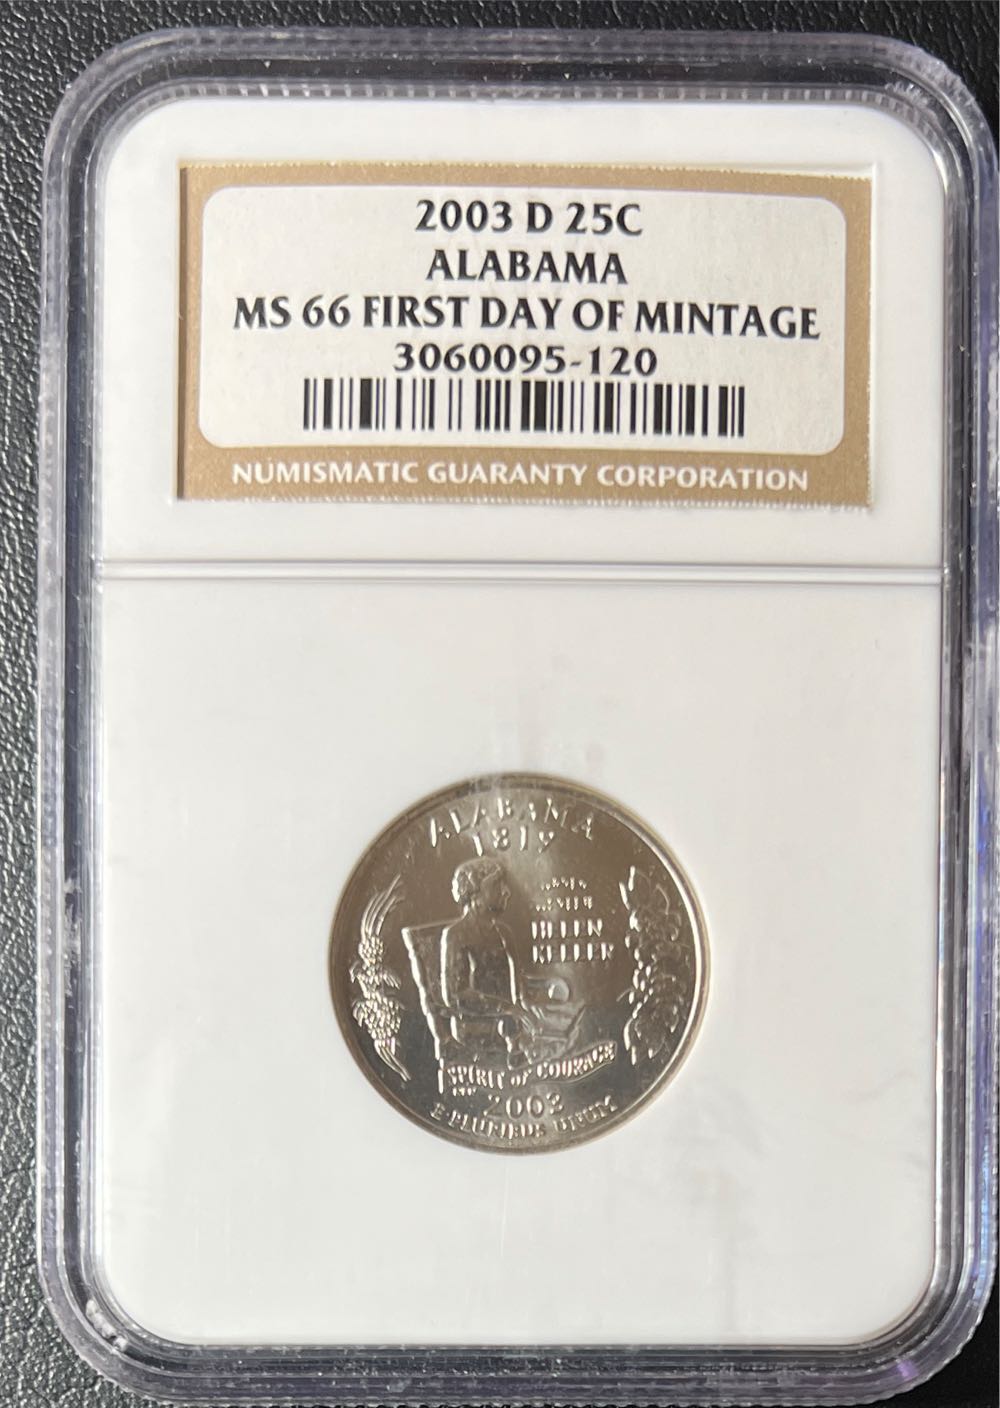 2003 D 25C
ALABAMA
MS 66 FIRST DAY OF MINTAGE
3060095-120
NUMISMATIC GUARANTY CORPORATION
ALABAMA
1819
HELEN
KELLER
SPIRIT of COURAGE
2003
E PLURIBUS UNUM